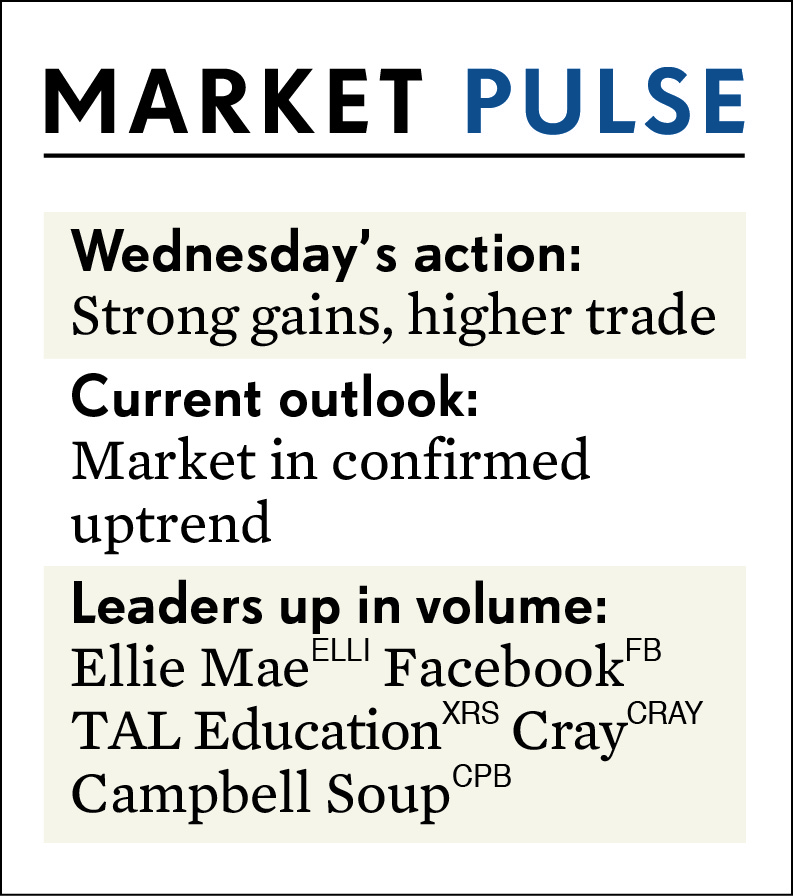 MARKET PULSE
Wednesday’s action:
Strong gains, higher trade
Current outlook:
Market in confirmed
uptrend
Leaders up in volume:
Ellie Mae ELLI Facebook FB
TAL Education XRS Cray CRAY
Campbell Soup CPB